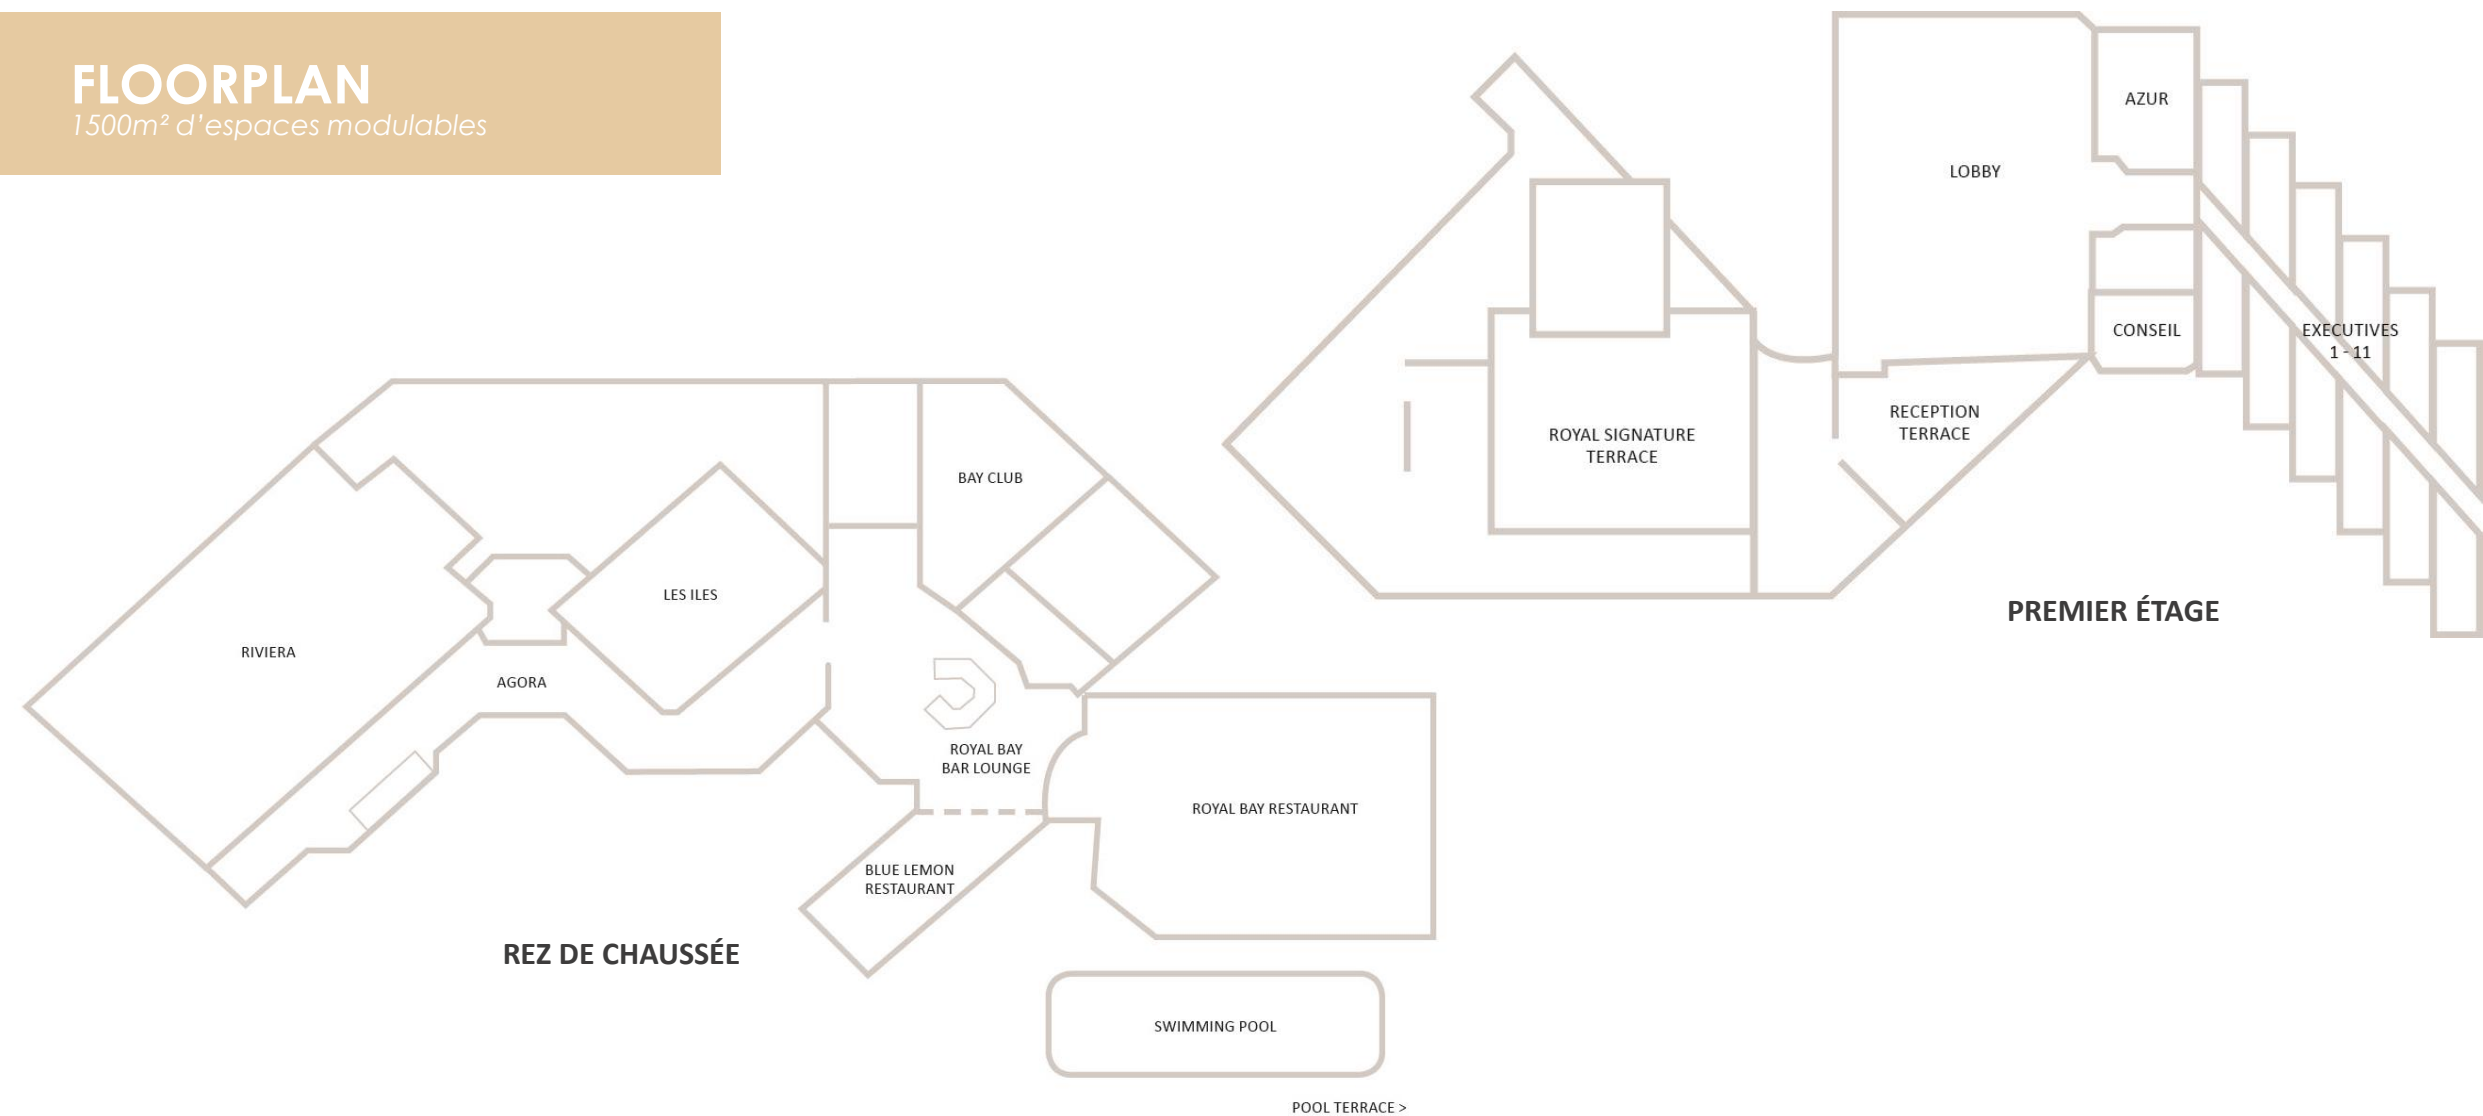 FLOORPLAN
1500m² d'espaces modulables
AZUR
LOBBY
CONSEIL
EXECUTIVES
1 - 11
RECEPTION
TERRACE
ROYAL SIGNATURE
TERRACE
PREMIER ÉTAGE
BAY CLUB
LES ILES
RIVIERA
AGORA
ROYAL BAY
BAR LOUNGE
ROYAL BAY RESTAURANT
BLUE LEMON
RESTAURANT
REZ DE CHAUSSÉE
SWIMMING POOL
POOL TERRACE >